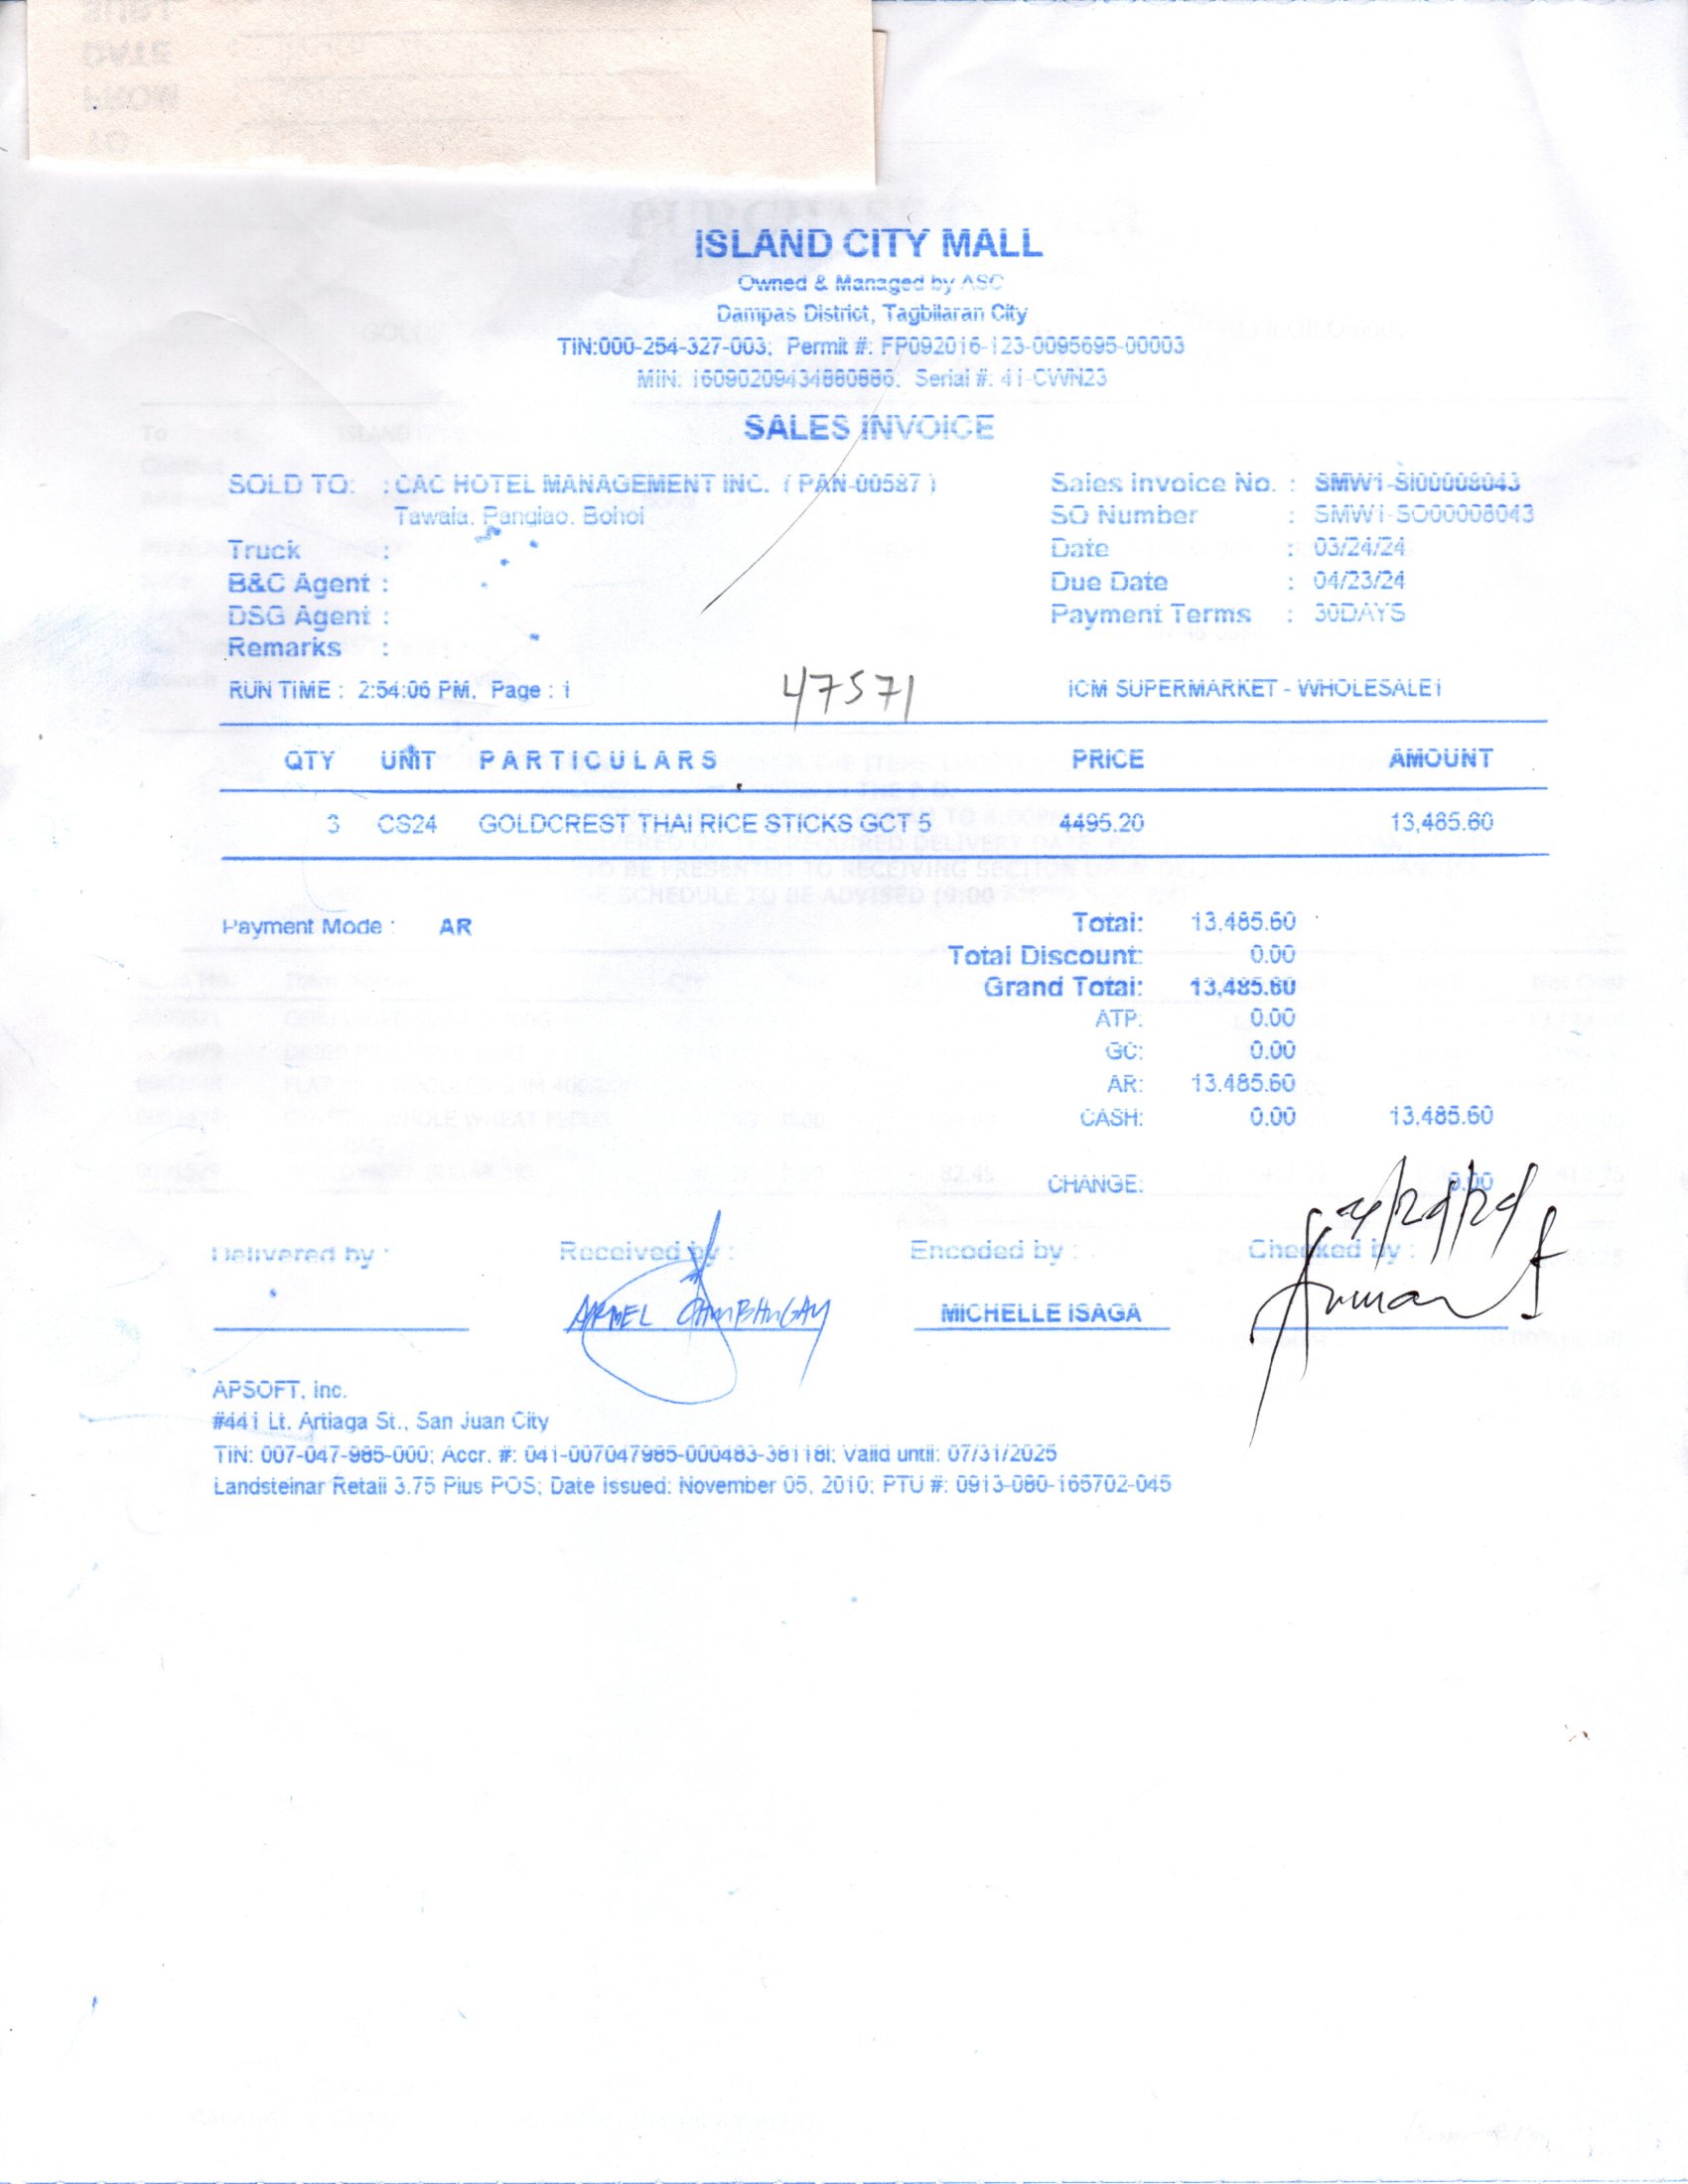 ISLAND CITY MALL
Owned & Managed by ASC
Dampas District, Tagbilaran City
TIN:000-254-327-003; Permit #: FP092016-123-0095695-00003
MIN: 16090209434880886. Serial #: 41-CWN23
SALES INVOICE
SOLD TO: : CAC HOTEL MANAGEMENT INC. ( PAN-00587 ) Sales Invoice No. : SMW1-SI00008043
Tawala, Panglao, Bohol SO Number : SMW1-SO00008043
Truck : Date : 03/24/24
B&C Agent : Due Date : 04/23/24
DSG Agent : Payment Terms : 30DAYS
Remarks :
RUN TIME : 2:54:06 PM, Page : 1 47571 ICM SUPERMARKET - WHOLESALE1
QTY UNIT PARTICULARS PRICE AMOUNT
3 CS24 GOLDCREST THAI RICE STICKS GCT 5 4495.20 13,485.60
Payment Mode : AR Total: 13,485.60
Total Discount: 0.00
Grand Total: 13,485.60
ATP: 0.00
GC: 0.00
AR: 13,485.60
CASH: 0.00 13,485.60
CHANGE: 0.00
Delivered by : Received by : Encoded by : Checked by :
ARMEL MICHELLE ISAGA
APSOFT, inc.
#441 Lt. Artiaga St., San Juan City
TIN: 007-047-985-000; Accr. #: 041-007047985-000483-38118I; Valid until: 07/31/2025
Landsteinar Retail 3.75 Plus POS; Date Issued: November 05, 2010; PTU #: 0913-080-165702-045